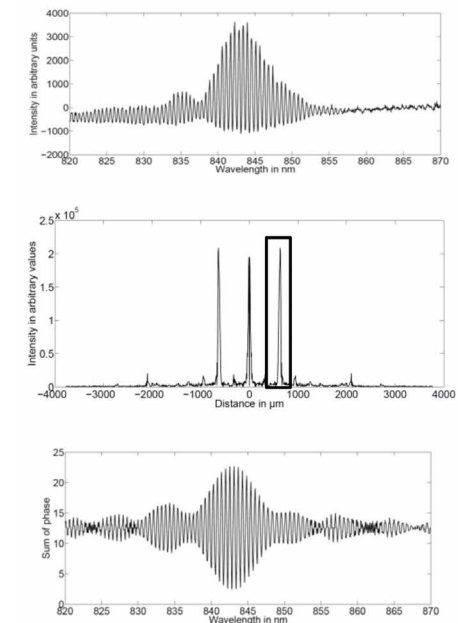 Intensity in arbitrary units
4000
3000
2000
1000
0
−1000
−2000
820 825 830 835 840 845 850 855 860 865 870
Wavelength in nm
Intensity in arbitrary values
2.5 x 10^5
2
1.5
1
0.5
0
−4000 −3000 −2000 −1000 0 1000 2000 3000 4000
Distance in µm
Sum of phase
25
20
15
10
5
0
820 825 830 835 840 845 850 855 860 865 870
Wavelength in nm